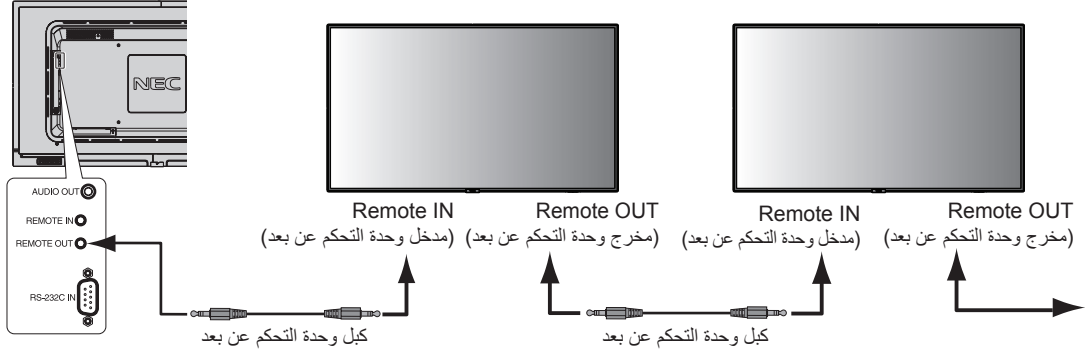 NEC
AUDIO OUT
REMOTE IN
REMOTE OUT
RS-232C IN
Remote IN
(مدخل وحدة التحكم عن بعد)
Remote OUT
(مخرج وحدة التحكم عن بعد)
Remote IN
(مدخل وحدة التحكم عن بعد)
Remote OUT
(مخرج وحدة التحكم عن بعد)
كبل وحدة التحكم عن بعد
كبل وحدة التحكم عن بعد